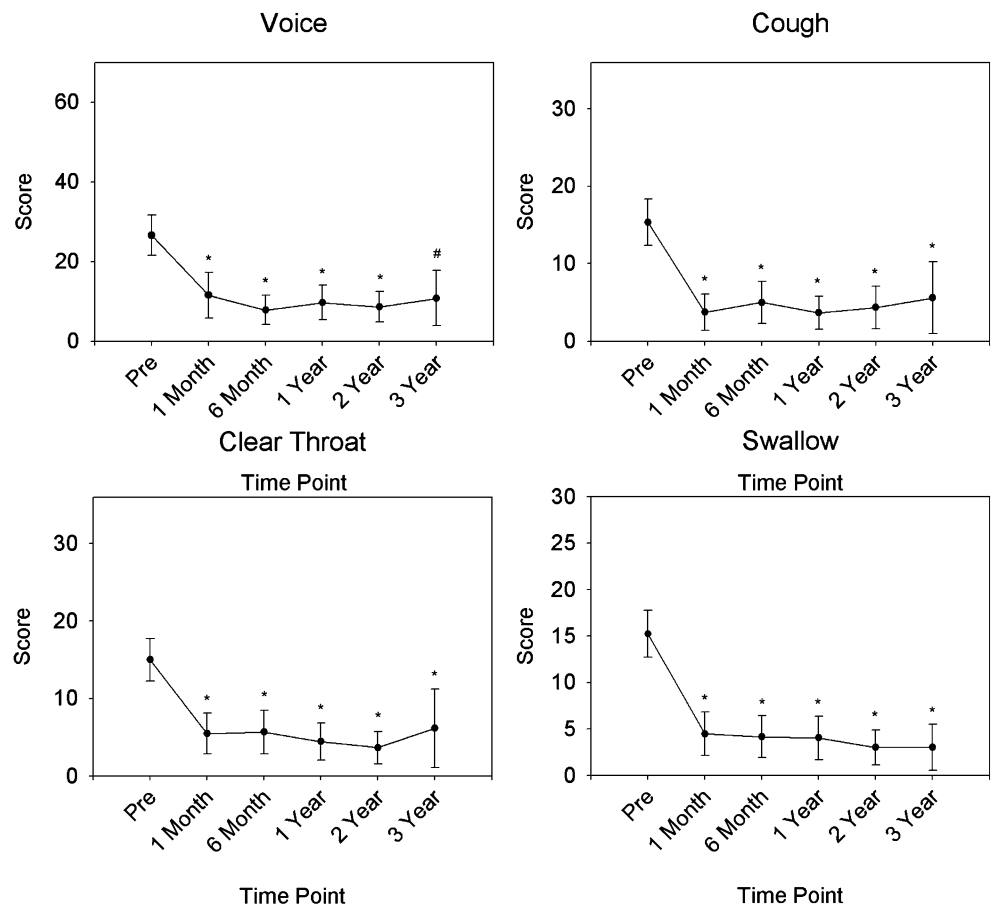 Voice
60
40
20
0
Score
*
*
*
*
#
Pre
1 Month
6 Month
1 Year
2 Year
3 Year
Time Point
Cough
30
20
10
0
Score
*
*
*
*
*
Pre
1 Month
6 Month
1 Year
2 Year
3 Year
Time Point
Clear Throat
30
20
10
0
Score
*
*
*
*
*
Pre
1 Month
6 Month
1 Year
2 Year
3 Year
Time Point
Swallow
30
25
20
15
10
5
0
Score
*
*
*
*
*
Pre
1 Month
6 Month
1 Year
2 Year
3 Year
Time Point